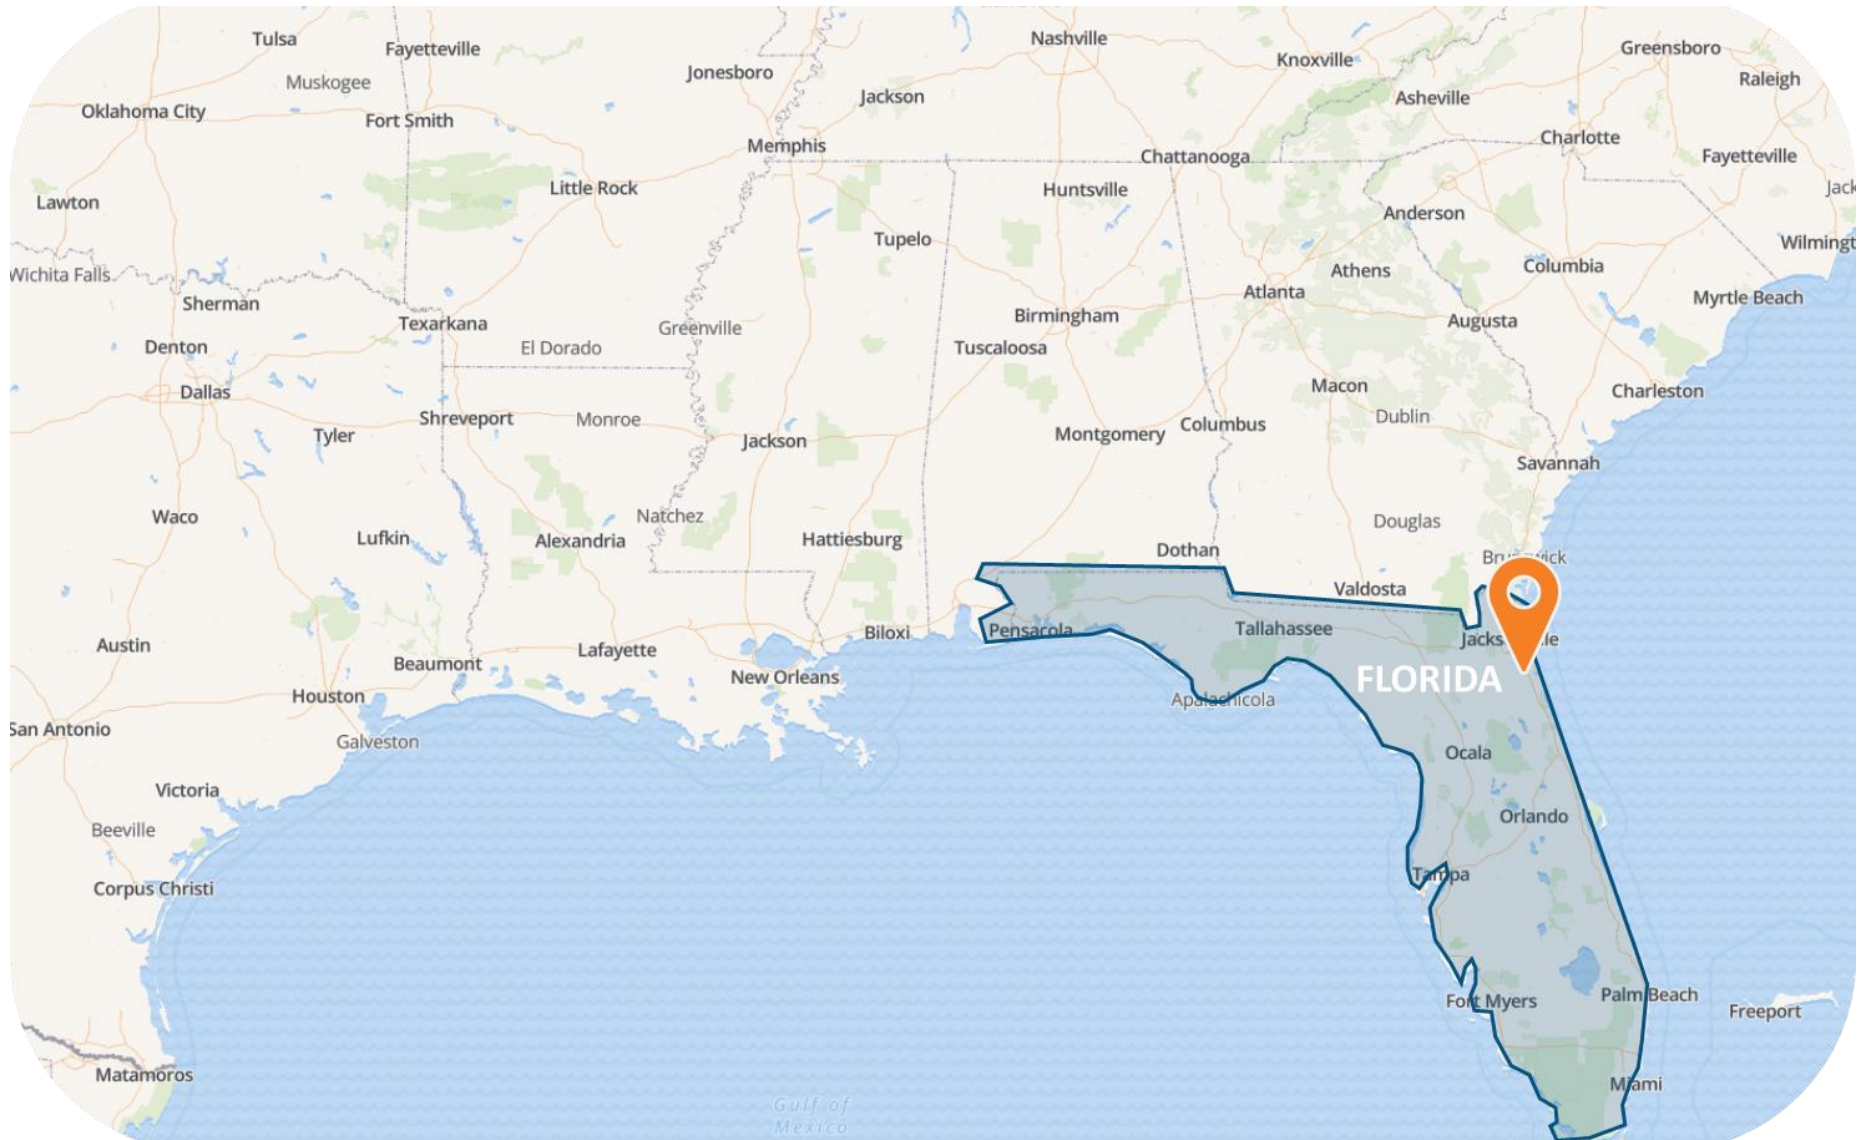 Tulsa
Fayetteville
Nashville
Knoxville
Greensboro
Muskogee
Jonesboro
Jackson
Asheville
Raleigh
Oklahoma City
Fort Smith
Memphis
Chattanooga
Charlotte
Fayetteville
Little Rock
Huntsville
Jack
Lawton
Anderson
Tupelo
Wilmingt
Wichita Falls
Athens
Columbia
Sherman
Atlanta
Myrtle Beach
Texarkana
Greenville
Birmingham
Augusta
Denton
El Dorado
Tuscaloosa
Dallas
Macon
Charleston
Shreveport
Monroe
Dublin
Tyler
Jackson
Montgomery
Columbus
Savannah
Waco
Natchez
Douglas
Lufkin
Alexandria
Hattiesburg
Dothan
Valdosta
Austin
Biloxi
Pensacola
Tallahassee
Beaumont
Lafayette
New Orleans
FLORIDA
Houston
Apalachicola
San Antonio
Galveston
Ocala
Victoria
Orlando
Beeville
Tampa
Corpus Christi
Fort Myers
Palm Beach
Freeport
Matamoros
Miami
Gulf of
Mexico